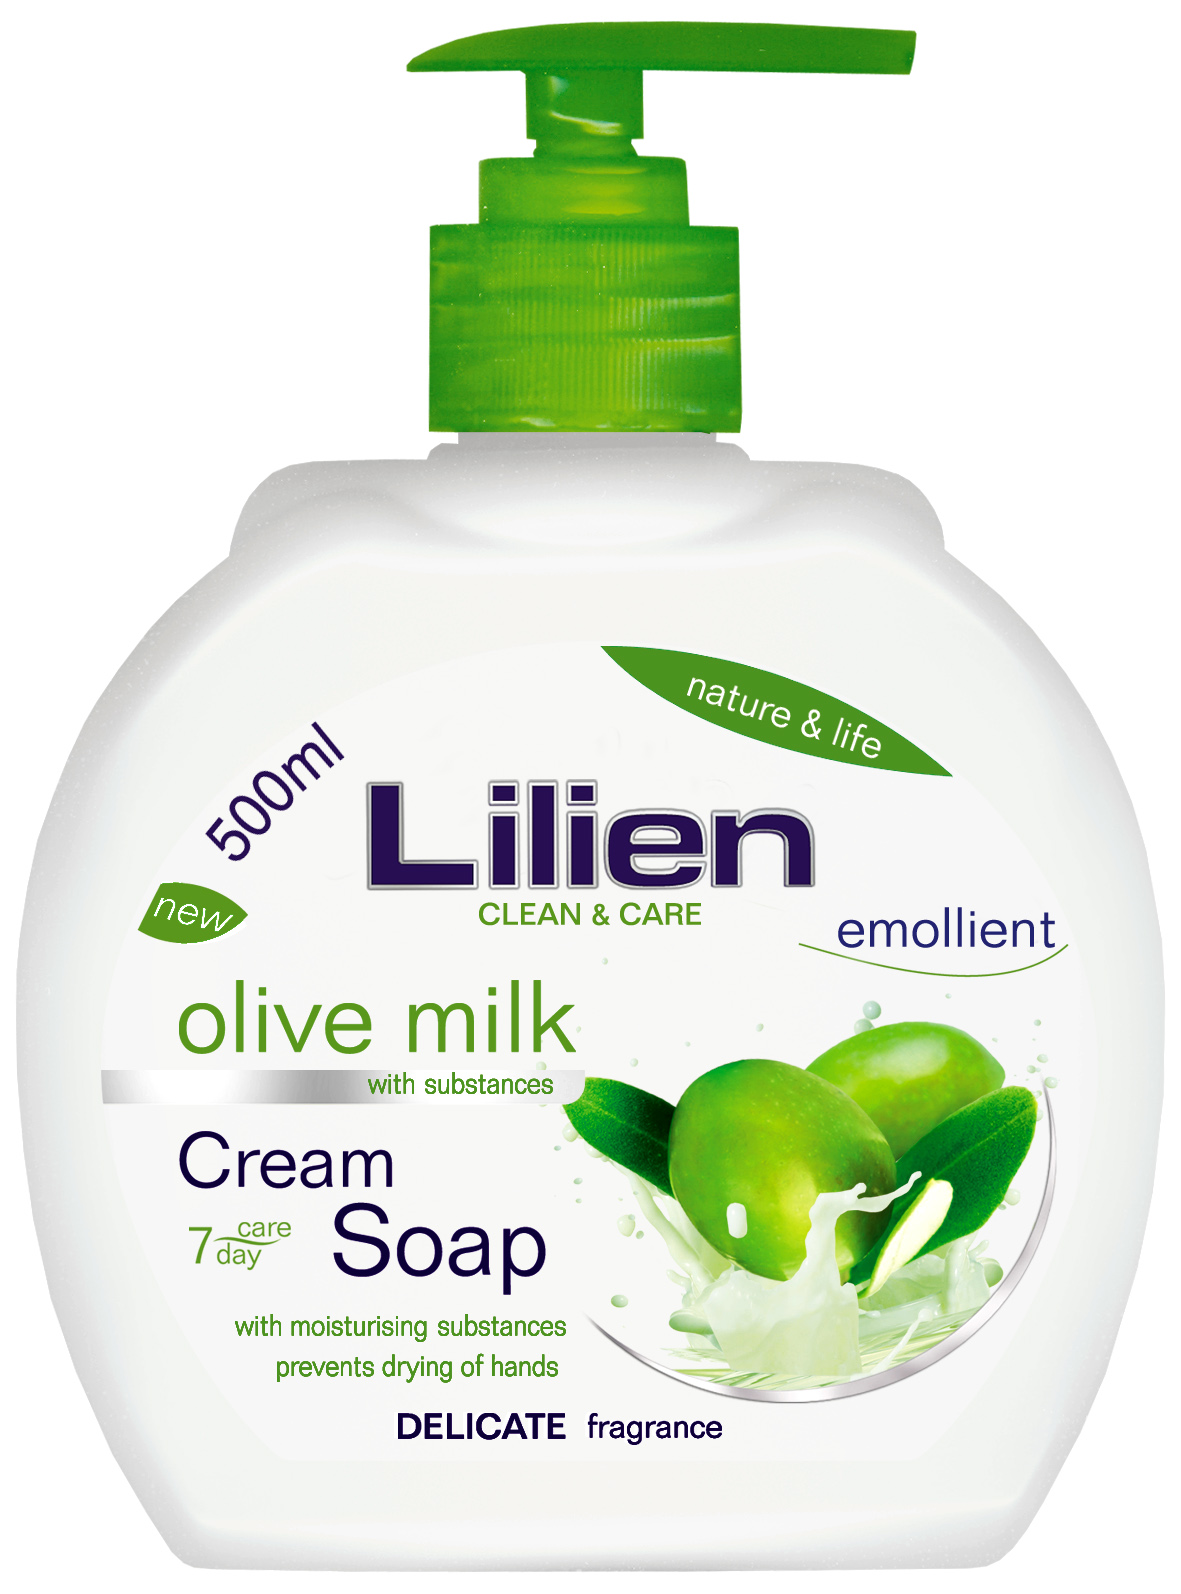 nature & life
500ml
Lilien
CLEAN & CARE
new
emollient
olive milk
with substances
Cream
Soap
7 day care
with moisturising substances
prevents drying of hands
DELICATE fragrance